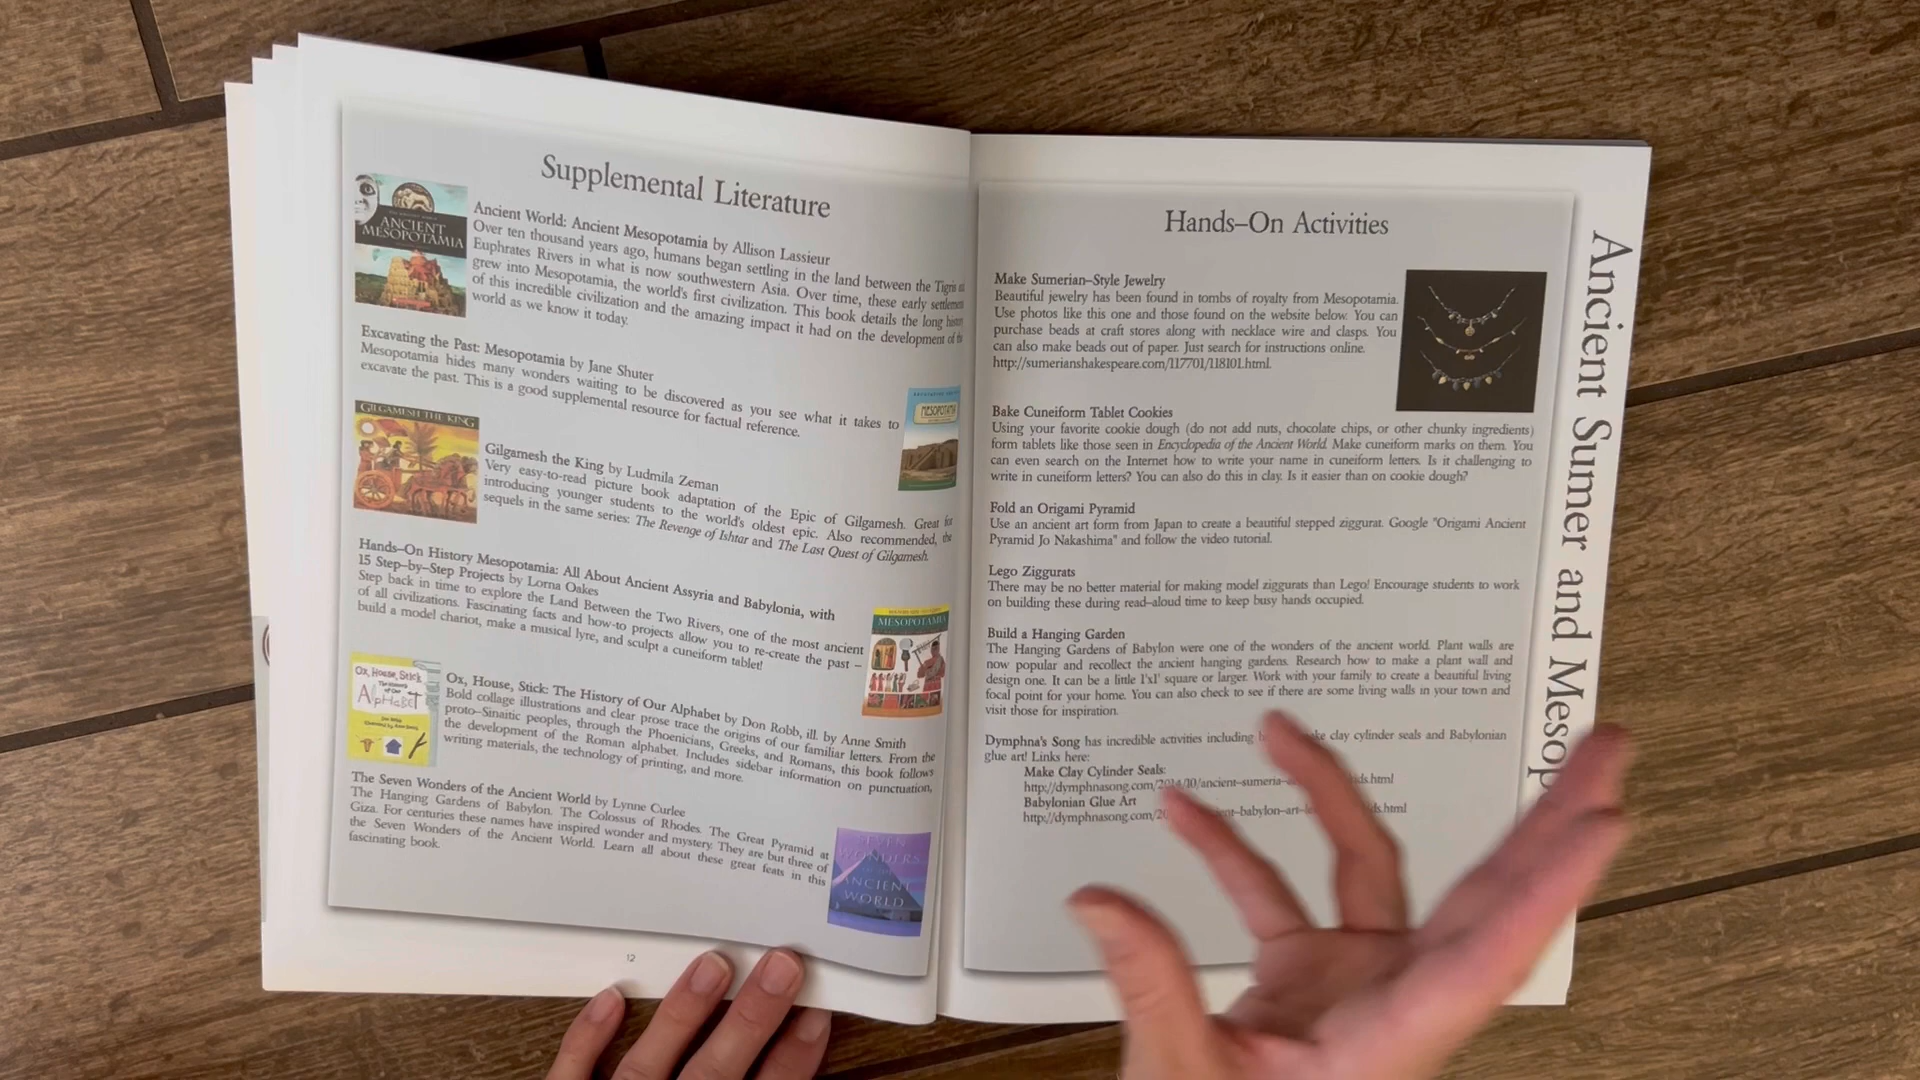 Supplemental Literature
ANCIENT
MESOPOTAMIA
Ancient World: Ancient Mesopotamia by Allison Lassieur
Over ten thousand years ago, humans began settling in the land between the Tigris
Euphrates Rivers in what is now southwestern Asia. Over time, these early
grew into Mesopotamia, the world's first civilization. This book details the long
of this incredible civilization and the amazing impact it had on the development of
world as we know it today.
Excavating the Past: Mesopotamia by Jane Shuter
Mesopotamia hides many wonders waiting to be discovered as you see what it takes to
excavate the past. This is a good supplemental resource for factual reference.
MESOPOTAMIA
GILGAMESH THE KING
Gilgamesh the King by Ludmila Zeman
Very easy-to-read picture book adaptation of the Epic of Gilgamesh. Great for
introducing younger students to the world's oldest epic. Also recommended, the
sequels in the same series: The Revenge of Ishtar and The Last Quest of Gilgamesh.
Hands-On History Mesopotamia: All About Ancient Assyria and Babylonia, with
15 Step-by-Step Projects by Lorna Oakes
Step back in time to explore the Land Between the Two Rivers, one of the most ancient
of all civilizations. Fascinating facts and how-to projects allow you to re-create the past –
build a model chariot, make a musical lyre, and sculpt a cuneiform tablet!
MESOPOTAMIA
Ox, House, Stick
The History
of Our
AlpHaBeT
Ox, House, Stick: The History of Our Alphabet by Don Robb, ill. by Anne Smith
Bold collage illustrations and clear prose trace the origins of our familiar letters. From the
proto-Sinaitic peoples, through the Phoenicians, Greeks, and Romans, this book follows
the development of the Roman alphabet. Includes sidebar information on punctuation,
writing materials, the technology of printing, and more.
The Seven Wonders of the Ancient World by Lynne Curlee
The Hanging Gardens of Babylon. The Colossus of Rhodes. The Great Pyramid at
Giza. For centuries these names have inspired wonder and mystery. They are but three of
the Seven Wonders of the Ancient World. Learn all about these great feats in this
fascinating book.
SEVEN
WONDERS
ANCIENT
WORLD
12
Hands-On Activities
Make Sumerian-Style Jewelry
Beautiful jewelry has been found in tombs of royalty from Mesopotamia.
Use photos like this one and those found on the website below. You can
purchase beads at craft stores along with necklace wire and clasps. You
can also make beads out of paper. Just search for instructions online.
http://sumerianshakespeare.com/117701/118101.html.
Bake Cuneiform Tablet Cookies
Using your favorite cookie dough (do not add nuts, chocolate chips, or other chunky ingredients)
form tablets like those seen in Encyclopedia of the Ancient World. Make cuneiform marks on them. You
can even search on the Internet how to write your name in cuneiform letters. Is it challenging to
write in cuneiform letters? You can also do this in clay. Is it easier than on cookie dough?
Fold an Origami Pyramid
Use an ancient art form from Japan to create a beautiful stepped ziggurat. Google "Origami Ancient
Pyramid Jo Nakashima" and follow the video tutorial.
Lego Ziggurats
There may be no better material for making model ziggurats than Lego! Encourage students to work
on building these during read-aloud time to keep busy hands occupied.
Build a Hanging Garden
The Hanging Gardens of Babylon were one of the wonders of the ancient world. Plant walls are
now popular and recollect the ancient hanging gardens. Research how to make a plant wall and
design one. It can be a little 1'x1' square or larger. Work with your family to create a beautiful living
focal point for your home. You can also check to see if there are some living walls in your town and
visit those for inspiration.
Dymphna's Song has incredible activities including clay cylinder seals and Babylonian
glue art! Links here:
Make Clay Cylinder Seals:
http://dymphnasong.com/2014/10/ancient-sumeria- kids.html
Babylonian Glue Art
http://dymphnasong.com/20 -babylon-art- kids.html
Ancient Sumer and Mesop